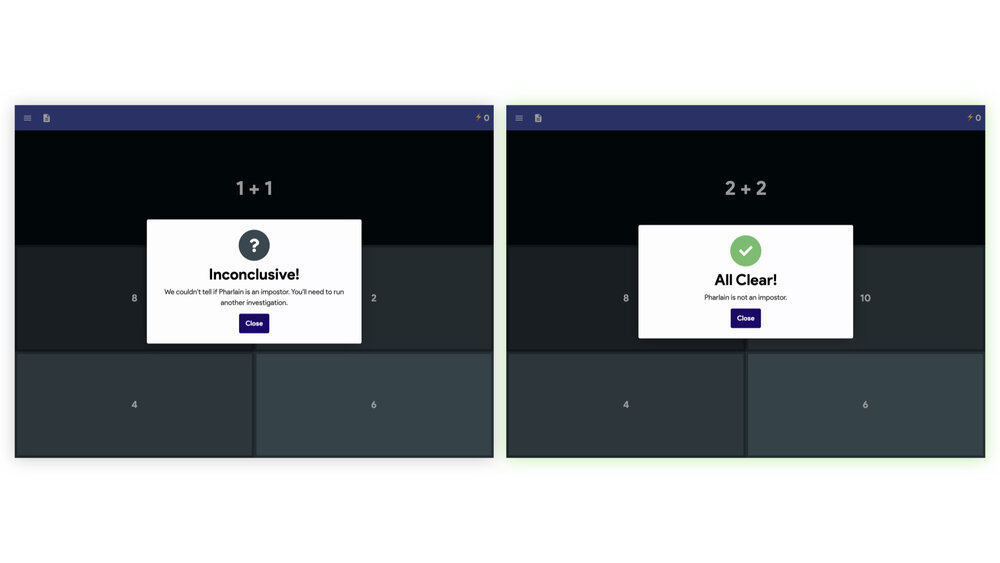 ⚡0
1 + 1
?
Inconclusive!
We couldn't tell if Pharlain is an impostor. You'll need to run
another investigation.
Close
8
2
4
6
⚡0
2 + 2
All Clear!
Pharlain is not an impostor.
Close
8
10
4
6